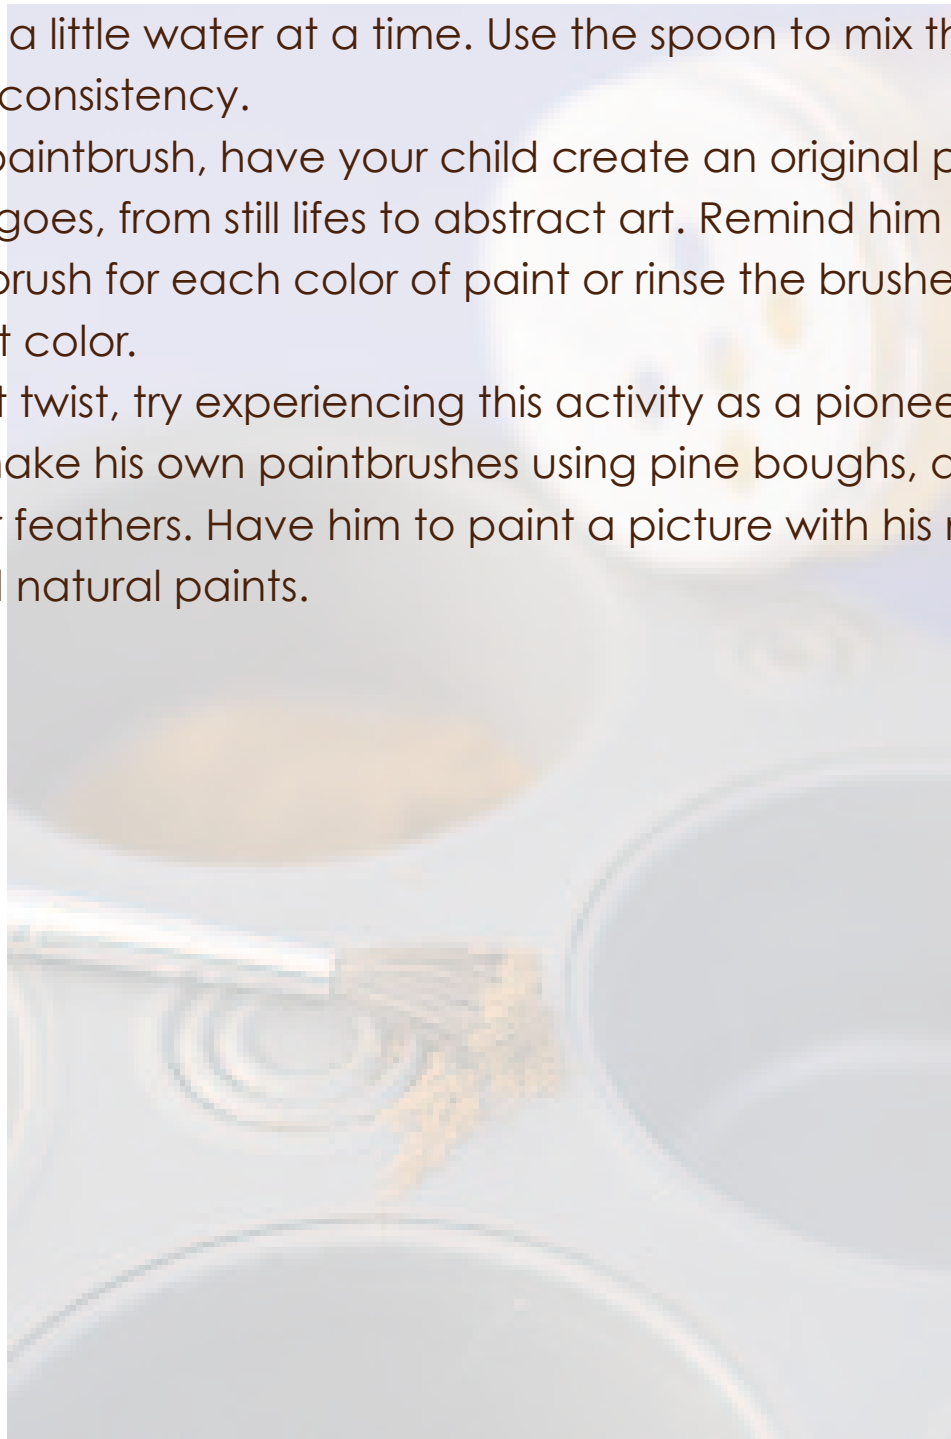 a little water at a time. Use the spoon to mix th
consistency.
paintbrush, have your child create an original p
goes, from still lifes to abstract art. Remind him
brush for each color of paint or rinse the brushe
t color.
t twist, try experiencing this activity as a pionee
make his own paintbrushes using pine boughs, c
r feathers. Have him to paint a picture with his
natural paints.